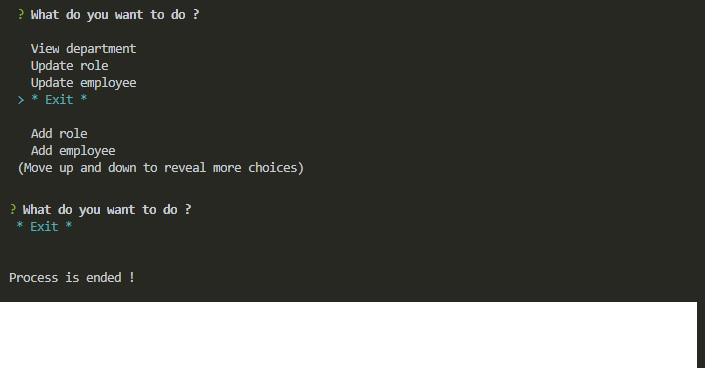 ? What do you want to do ?
View department
Update role
Update employee
> * Exit *
Add role
Add employee
(Move up and down to reveal more choices)
? What do you want to do ?
* Exit *
Process is ended !